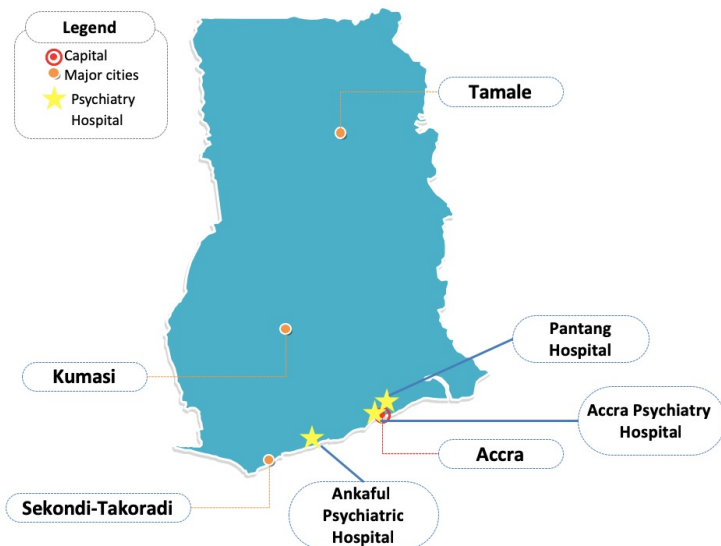 Legend
Capital
Major cities
Psychiatry
Hospital
Tamale
Pantang
Hospital
Kumasi
Accra Psychiatry
Hospital
Accra
Sekondi-Takoradi
Ankaful
Psychiatric
Hospital